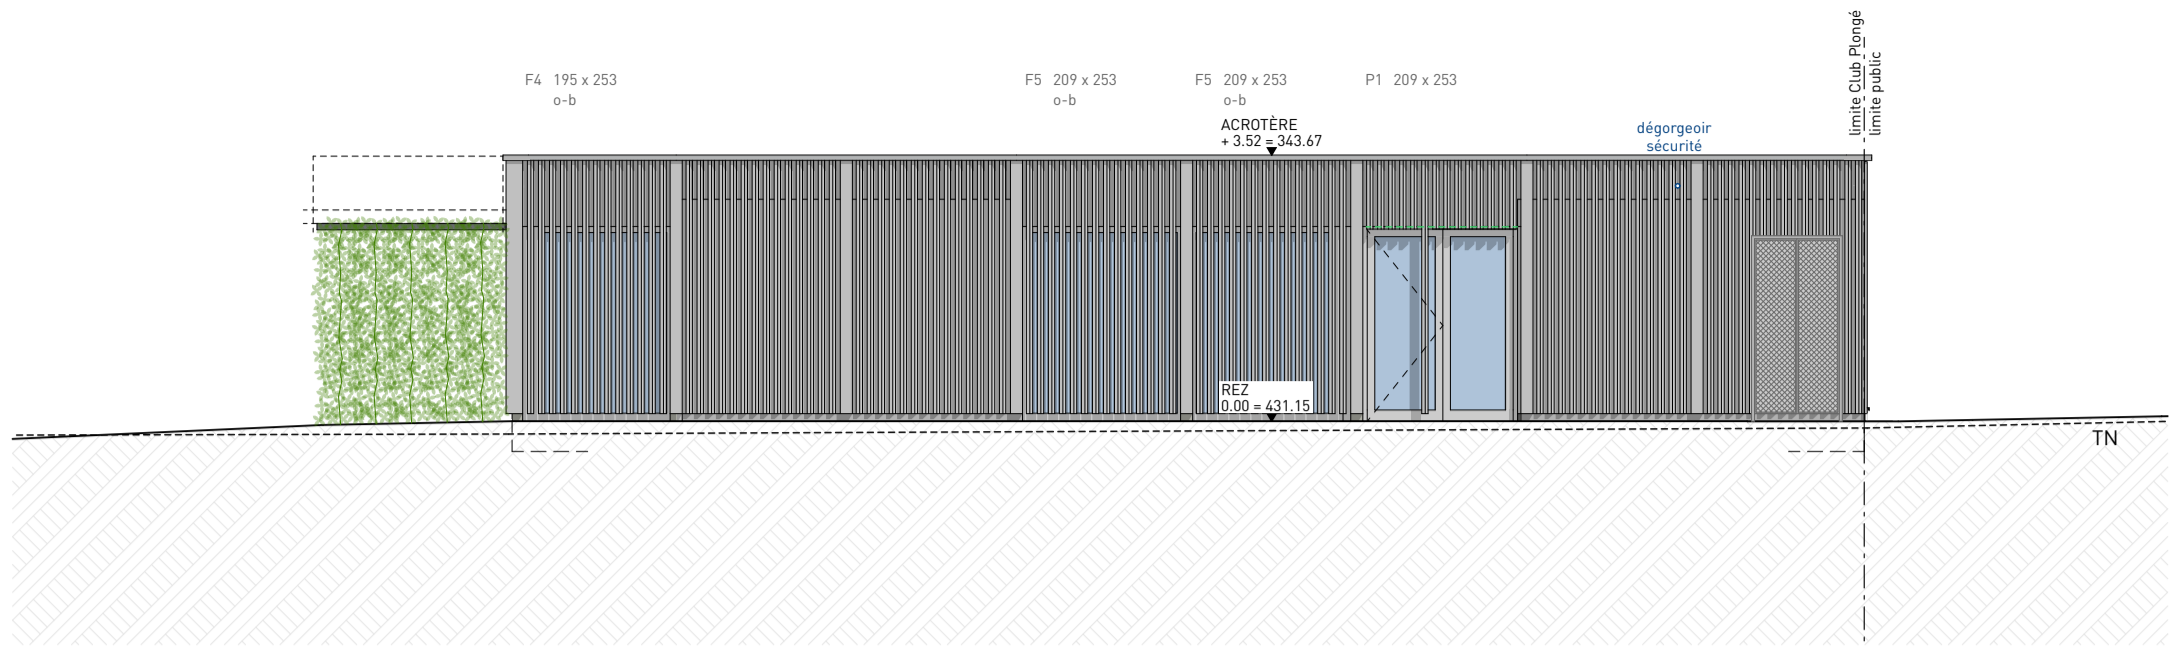 limite Club Plongé
limite public
F4 195 x 253
o-b
F5 209 x 253
o-b
F5 209 x 253
o-b
P1 209 x 253
ACROTÈRE
+ 3.52 = 343.67
dégorgeoir
sécurité
REZ
0.00 = 431.15
TN